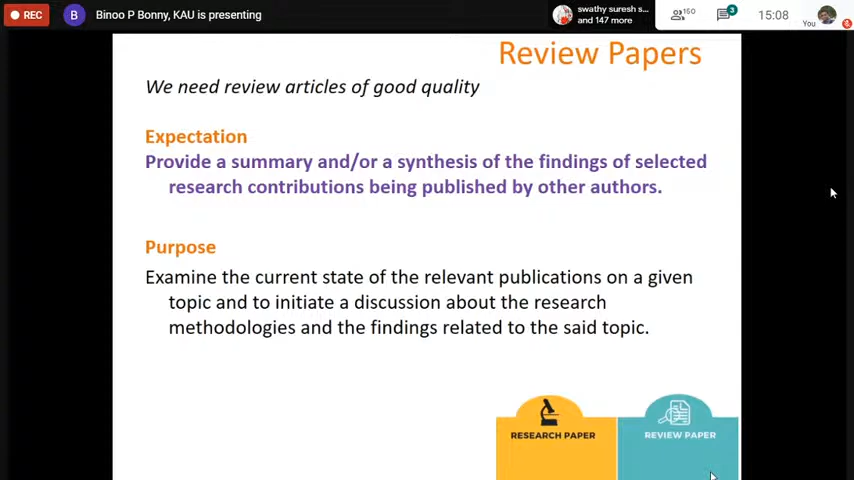 REC
B
Binoo P Bonny, KAU is presenting
swathy suresh s...
and 147 more
150
3
15:08
You
Review Papers
We need review articles of good quality
Expectation
Provide a summary and/or a synthesis of the findings of selected
research contributions being published by other authors.
Purpose
Examine the current state of the relevant publications on a given
topic and to initiate a discussion about the research
methodologies and the findings related to the said topic.
RESEARCH PAPER
REVIEW PAPER